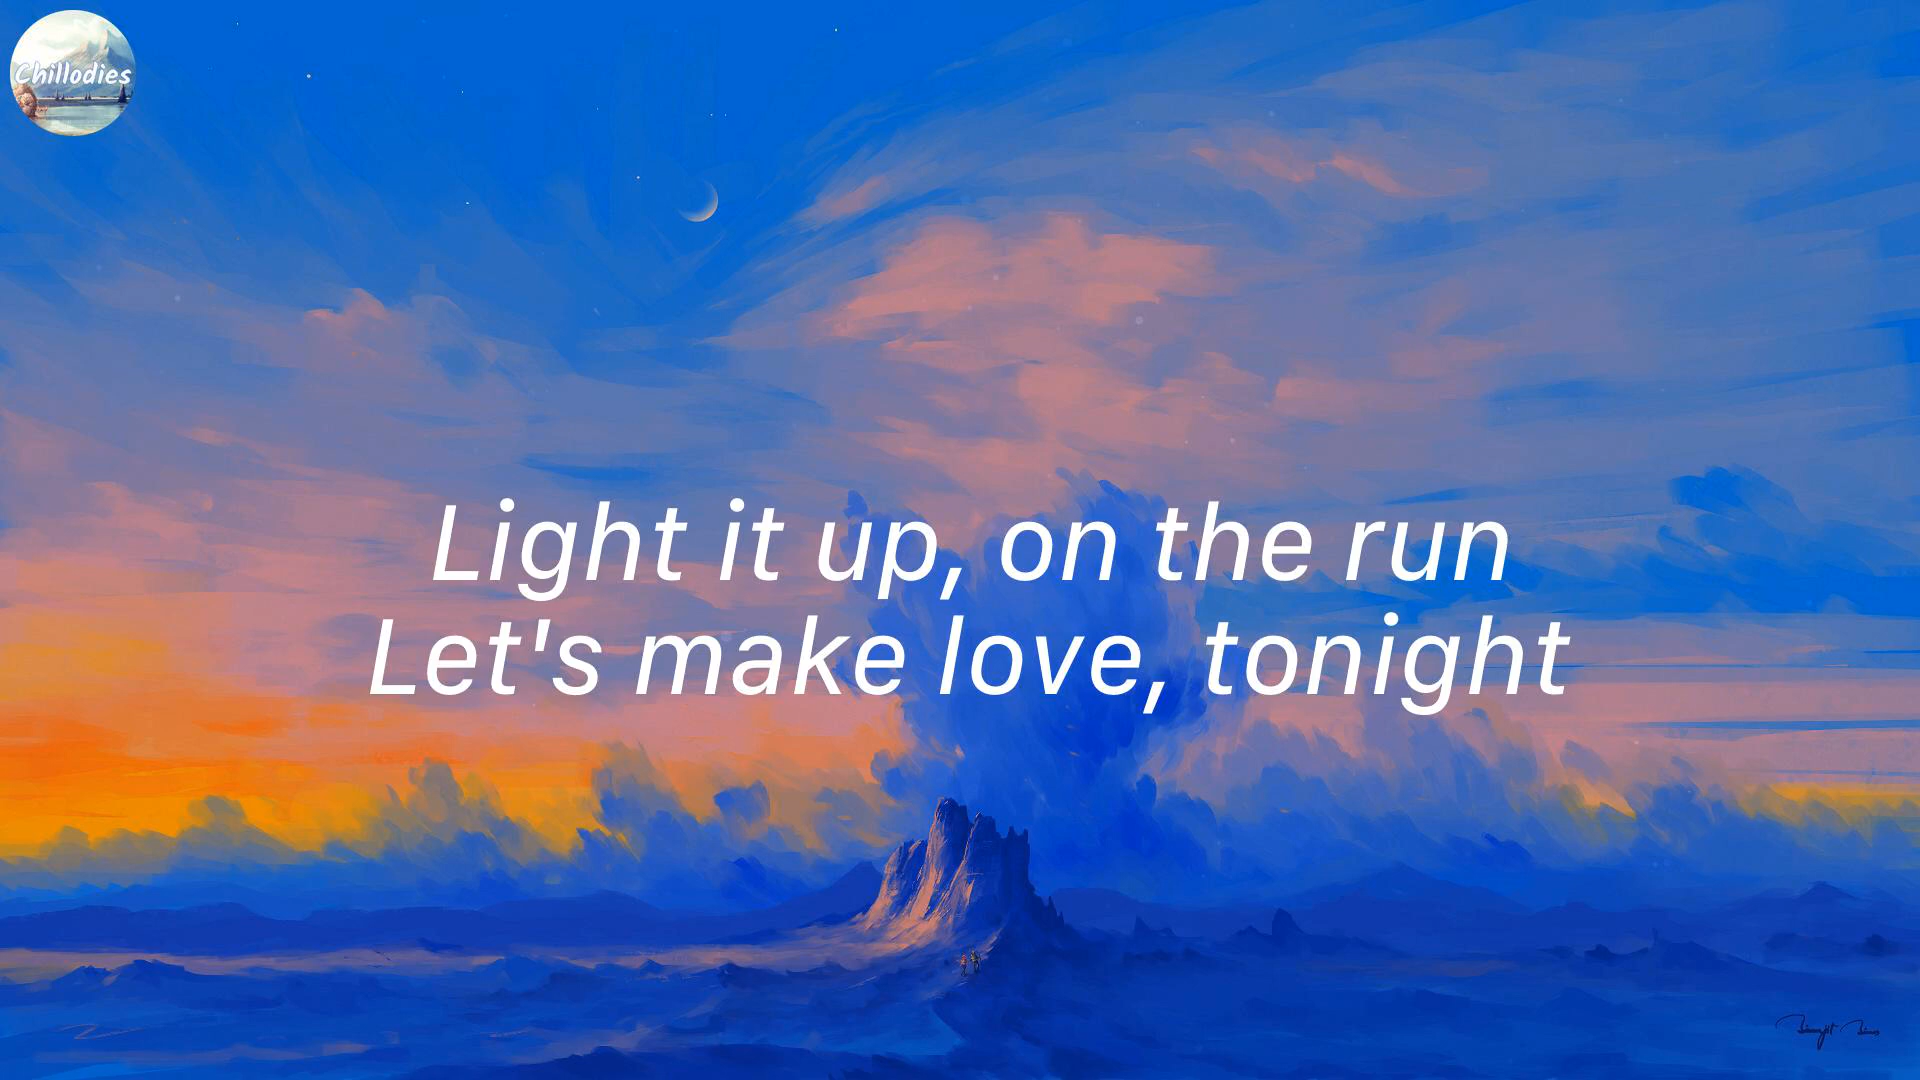 Chillodies
Light it up, on the run
Let's make love, tonight